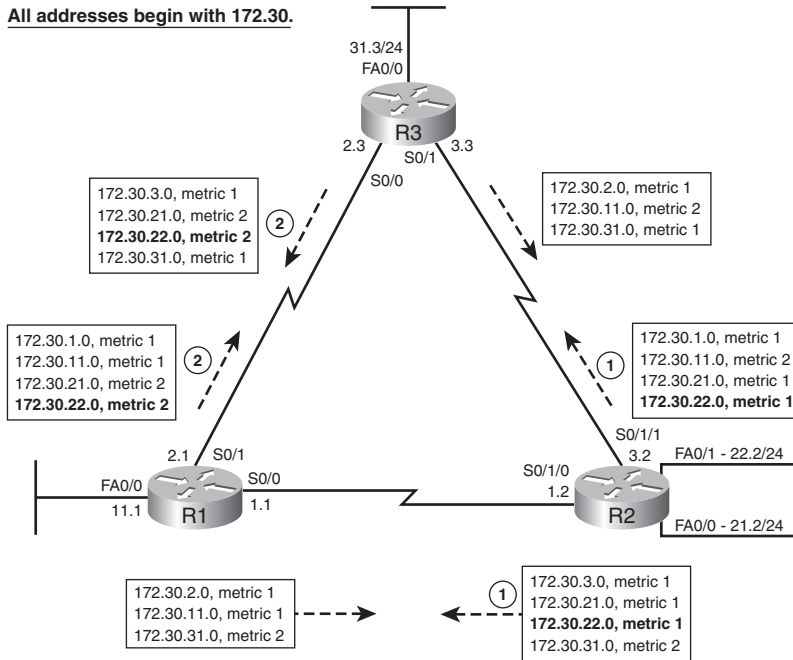 All addresses begin with 172.30.
31.3/24
FA0/0
R3
2.3
S0/1
3.3
S0/0
172.30.3.0, metric 1
172.30.21.0, metric 2
172.30.22.0, metric 2
172.30.31.0, metric 1
2
172.30.2.0, metric 1
172.30.11.0, metric 2
172.30.31.0, metric 1
172.30.1.0, metric 1
172.30.11.0, metric 1
172.30.21.0, metric 2
172.30.22.0, metric 2
2
1
172.30.1.0, metric 1
172.30.11.0, metric 2
172.30.21.0, metric 1
172.30.22.0, metric 1
2.1
S0/1
S0/1/1
3.2
FA0/1 - 22.2/24
FA0/0
11.1
R1
S0/0
1.1
S0/1/0
1.2
R2
FA0/0 - 21.2/24
172.30.2.0, metric 1
172.30.11.0, metric 1
172.30.31.0, metric 2
1
172.30.3.0, metric 1
172.30.21.0, metric 1
172.30.22.0, metric 1
172.30.31.0, metric 2